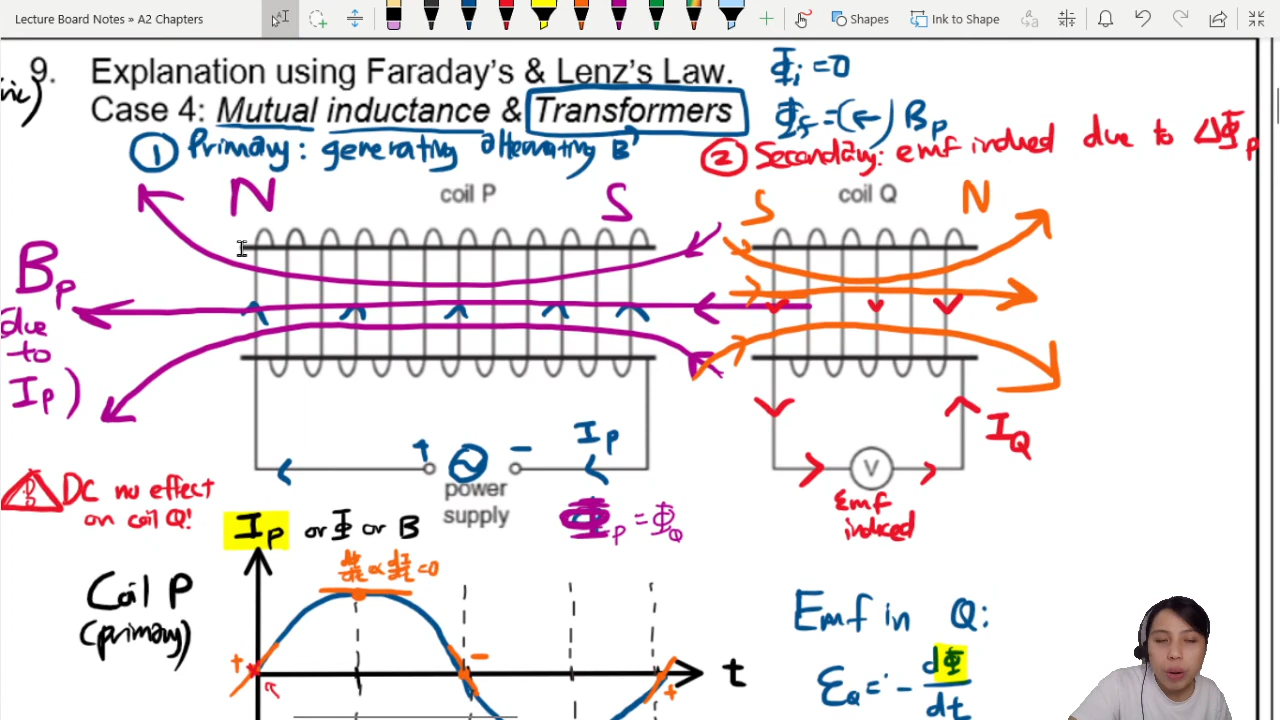 Lecture Board Notes » A2 Chapters
Shapes
Ink to Shape
9. Explanation using Faraday's & Lenz's Law.
Case 4: Mutual inductance & Transformers
Φi = 0
Φf = (←) Bp
① Primary: generating alternating B
② Secondary: emf induced due to ΔΦp
N
coil P
S
S
coil Q
N
Bp
(due
to
Ip)
+
−
Ip
IQ
power
supply
V
Emf
induced
DC no effect
on coil Q!
Φp = ΦQ
Ip or Φ or B
= 0
Coil P
(primary)
+
−
+
t
Emf in Q:
εQ = − dΦ
dt